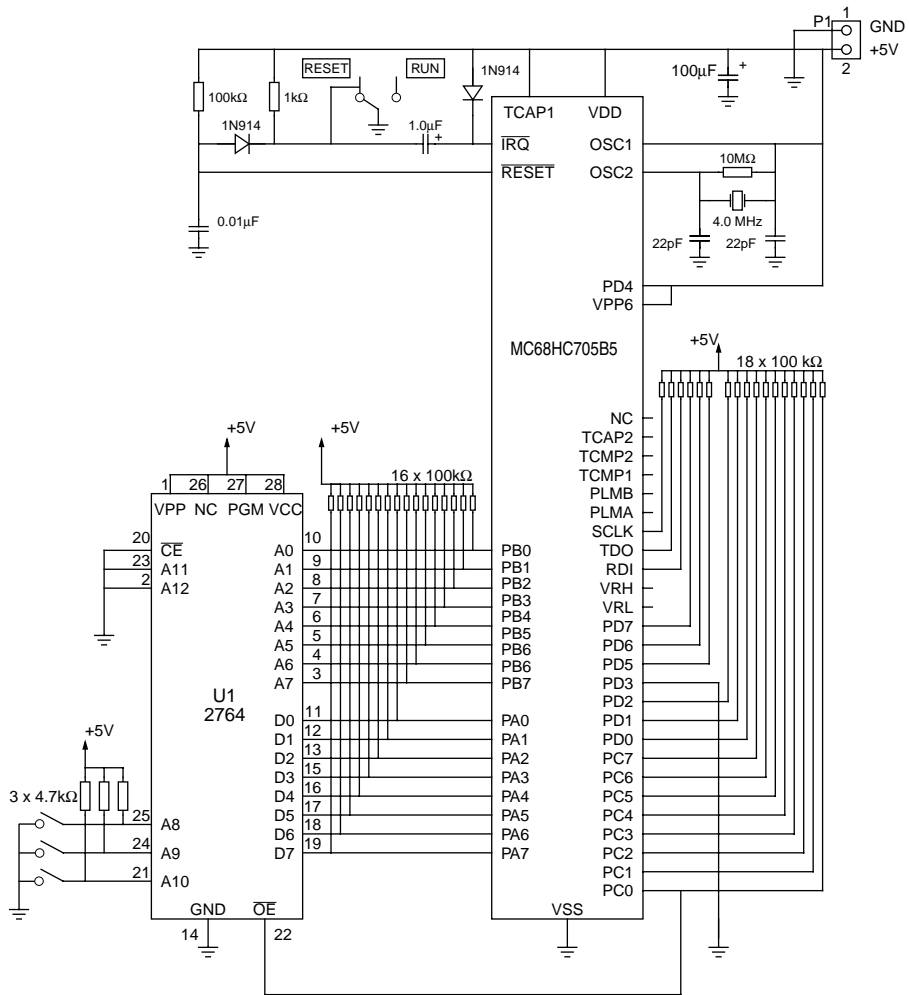 P1
1
GND
+5V
2
RESET
RUN
1N914
100µF
+
100kΩ
1kΩ
1N914
1.0µF
+
0.01µF
TCAP1
VDD
IRQ
OSC1
RESET
OSC2
10MΩ
4.0 MHz
22pF
22pF
PD4
VPP6
MC68HC705B5
+5V
18 x 100 kΩ
NC
TCAP2
TCMP2
TCMP1
PLMB
PLMA
SCLK
TDO
RDI
VRH
VRL
PD7
PD6
PD5
PD3
PD2
PD1
PD0
PC7
PC6
PC5
PC4
PC3
PC2
PC1
PC0
PB0
PB1
PB2
PB3
PB4
PB5
PB6
PB6
PB7
PA0
PA1
PA2
PA3
PA4
PA5
PA6
PA7
VSS
+5V
+5V
16 x 100kΩ
1 26 27 28
VPP NC PGM VCC
20 CE
23 A11
2 A12
A0 10
A1 9
A2 8
A3 7
A4 6
A5 5
A6 4
A7 3
U1
2764
D0 11
D1 12
D2 13
D3 15
D4 16
D5 17
D6 18
D7 19
+5V
3 x 4.7kΩ
25 A8
24 A9
21 A10
GND OE
14 22